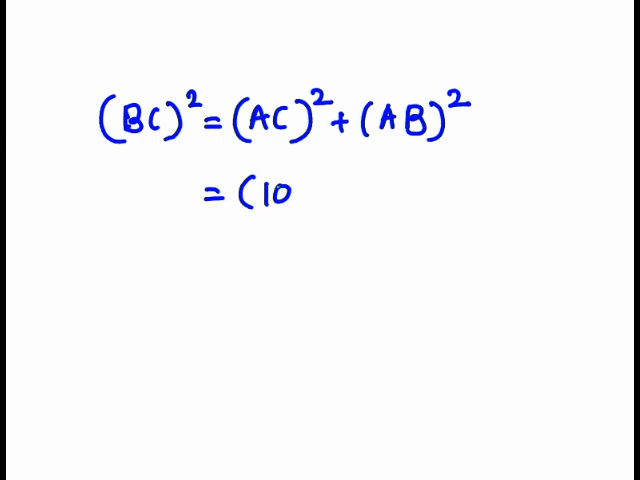 (BC)² = (AC)² + (AB)²
= (10